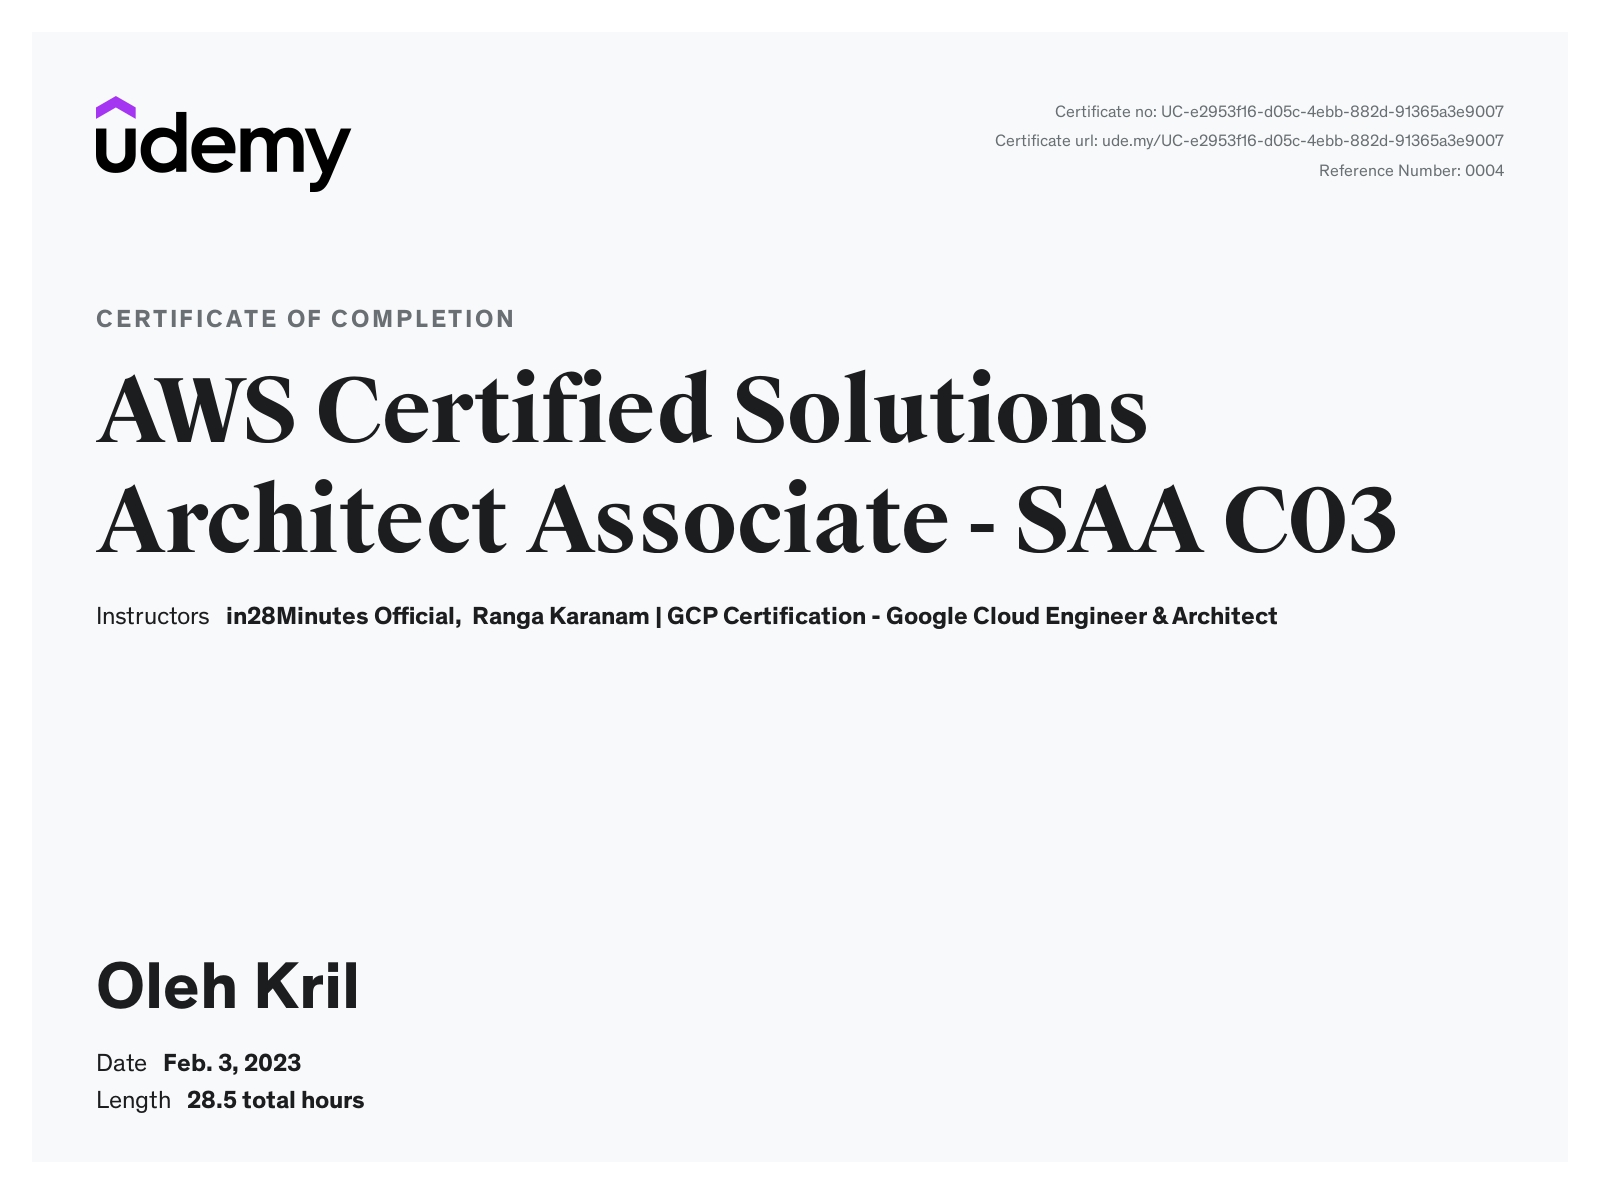 udemy
Certificate no: UC-e2953f16-d05c-4ebb-882d-91365a3e9007
Certificate url: ude.my/UC-e2953f16-d05c-4ebb-882d-91365a3e9007
Reference Number: 0004
CERTIFICATE OF COMPLETION
AWS Certified Solutions
Architect Associate - SAA C03
Instructors in28Minutes Official, Ranga Karanam | GCP Certification - Google Cloud Engineer & Architect
Oleh Kril
Date Feb. 3, 2023
Length 28.5 total hours